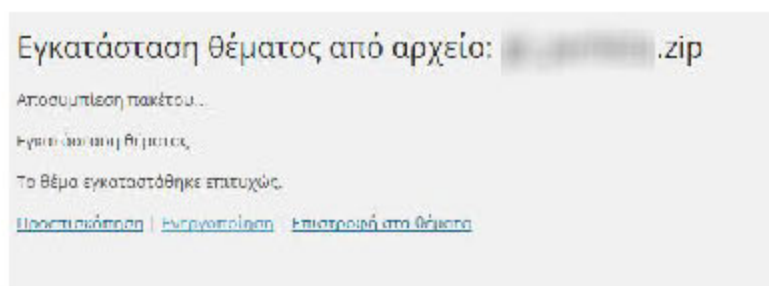 Εγκατάσταση θέματος από αρχείο: .zip
Αποσυμπίεση πακέτου...
Εγκατάσταση θέματος
Το θέμα εγκαταστάθηκε επιτυχώς.
Προεπισκόπηση | Ενεργοποίηση | Επιστροφή στα θέματα